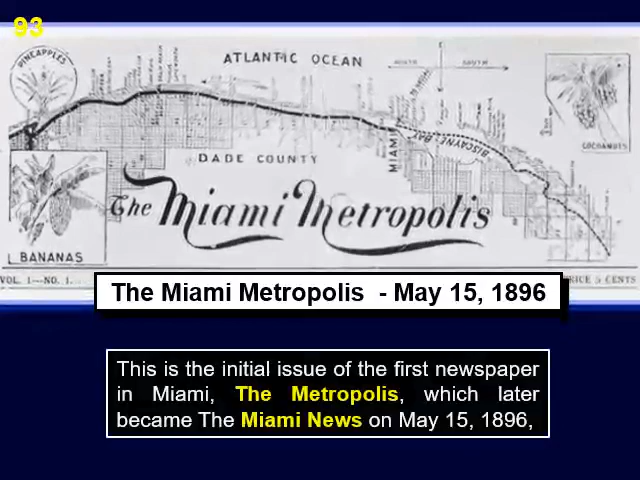 93
PINEAPPLES
ATLANTIC OCEAN
SOUTH
COCOANUTS
MIAMI
BISCAYNE BAY
DADE COUNTY
The Miami Metropolis
BANANAS
VOL. 1—NO. 1.
PRICE 5 CENTS
The Miami Metropolis - May 15, 1896
This is the initial issue of the first newspaper
in Miami, The Metropolis, which later
became The Miami News on May 15, 1896,